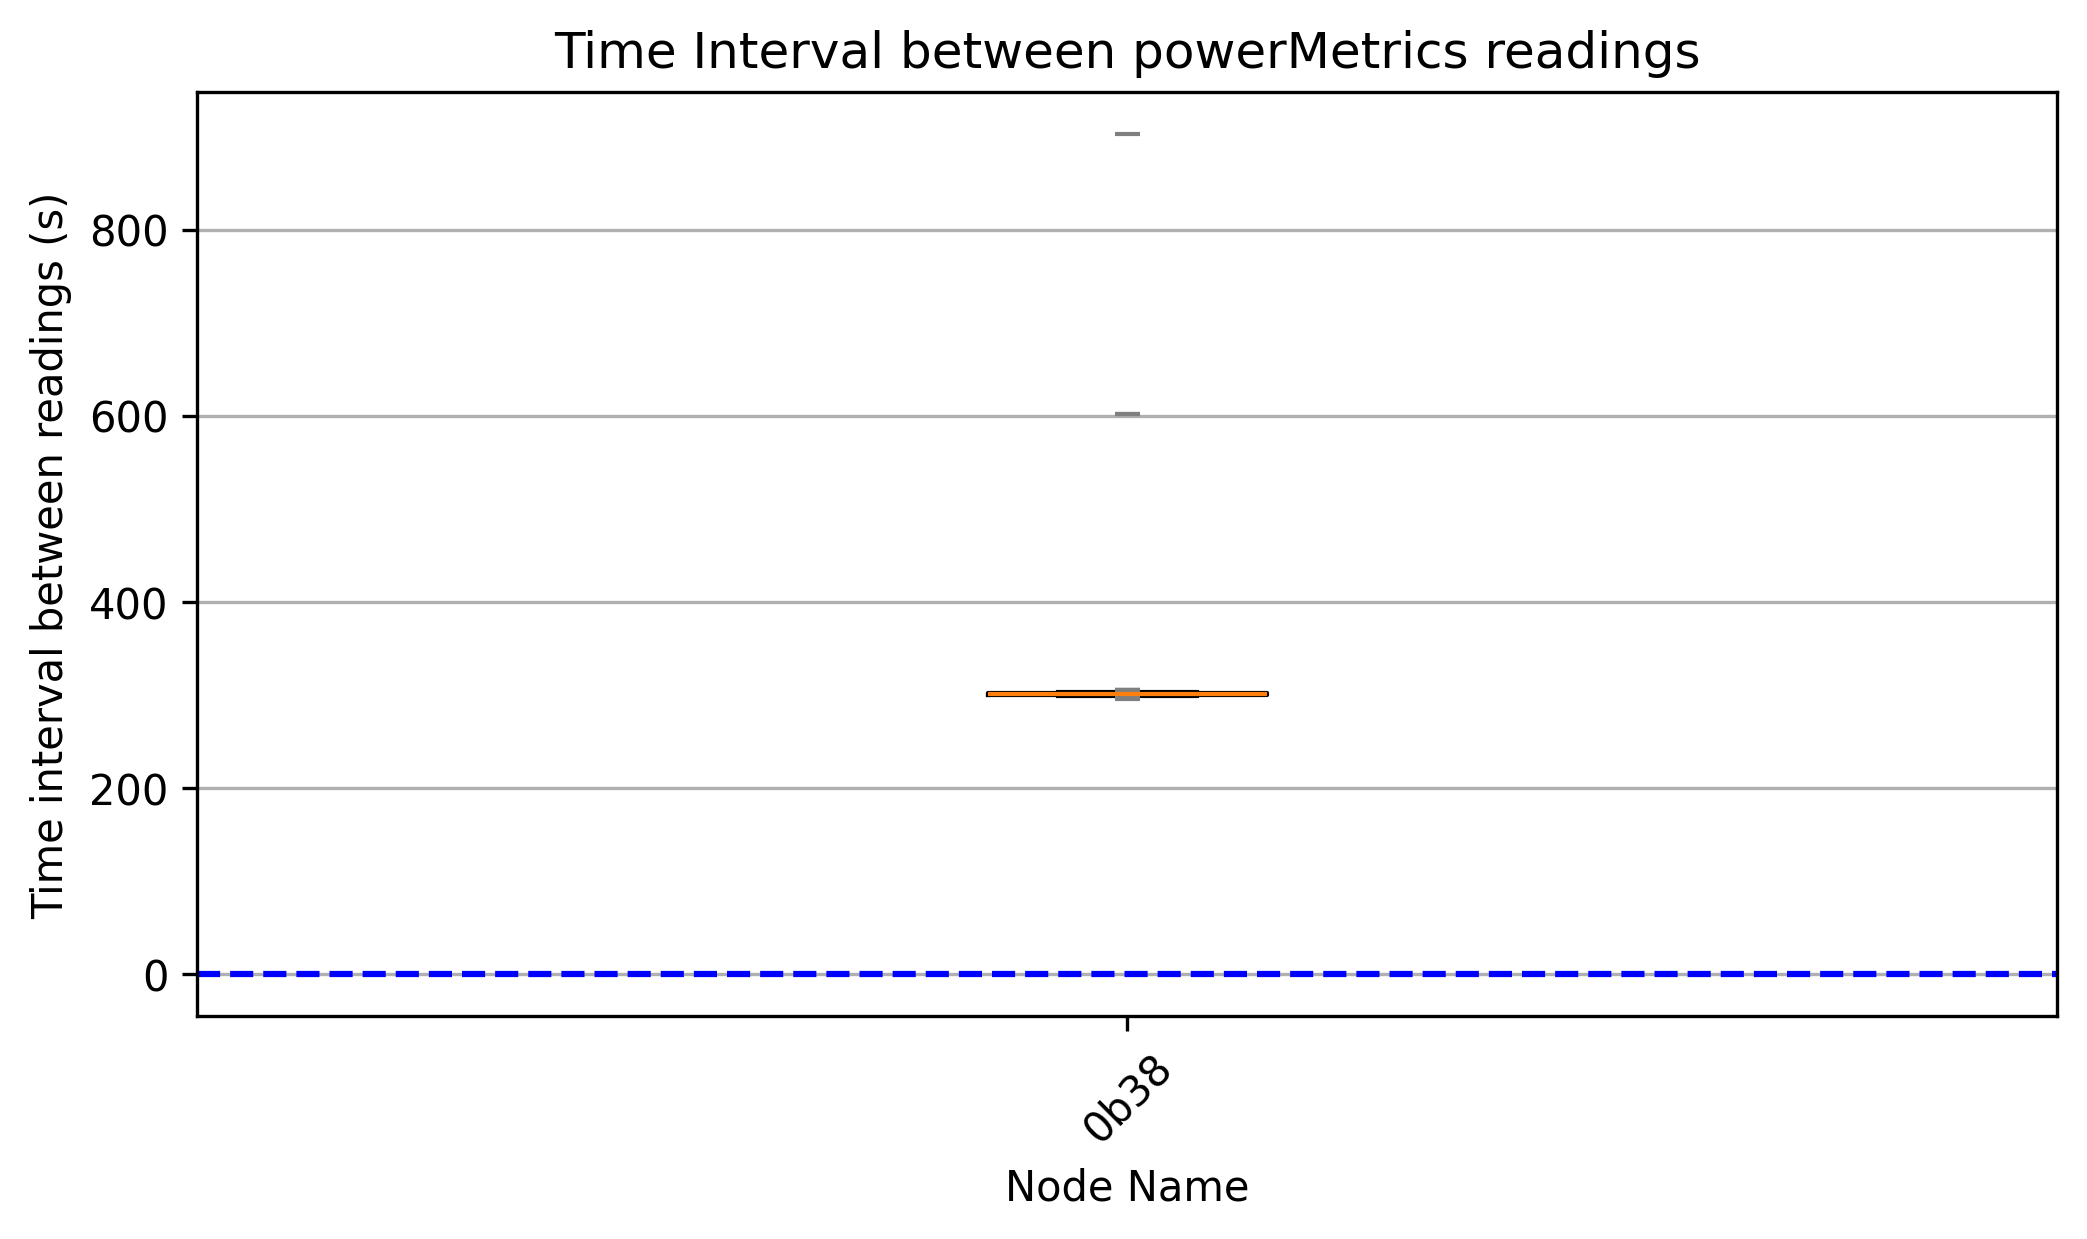 Time Interval between powerMetrics readings
Time interval between readings (s)
800
600
400
200
0
0b38
Node Name